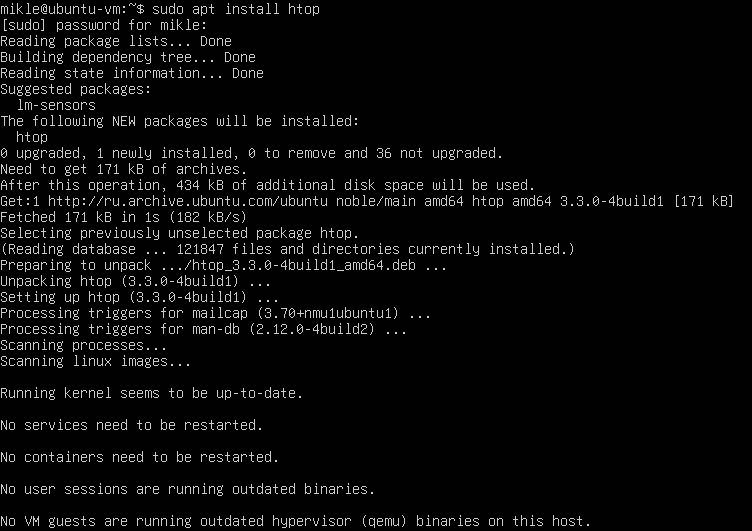 mikle@ubuntu-vm:~$ sudo apt install htop
[sudo] password for mikle:
Reading package lists... Done
Building dependency tree... Done
Reading state information... Done
Suggested packages:
  lm-sensors
The following NEW packages will be installed:
  htop
0 upgraded, 1 newly installed, 0 to remove and 36 not upgraded.
Need to get 171 kB of archives.
After this operation, 434 kB of additional disk space will be used.
Get:1 http://ru.archive.ubuntu.com/ubuntu noble/main amd64 htop amd64 3.3.0-4build1 [171 kB]
Fetched 171 kB in 1s (182 kB/s)
Selecting previously unselected package htop.
(Reading database ... 121847 files and directories currently installed.)
Preparing to unpack .../htop_3.3.0-4build1_amd64.deb ...
Unpacking htop (3.3.0-4build1) ...
Setting up htop (3.3.0-4build1) ...
Processing triggers for mailcap (3.70+nmu1ubuntu1) ...
Processing triggers for man-db (2.12.0-4build2) ...
Scanning processes...
Scanning linux images...

Running kernel seems to be up-to-date.

No services need to be restarted.

No containers need to be restarted.

No user sessions are running outdated binaries.

No VM guests are running outdated hypervisor (qemu) binaries on this host.